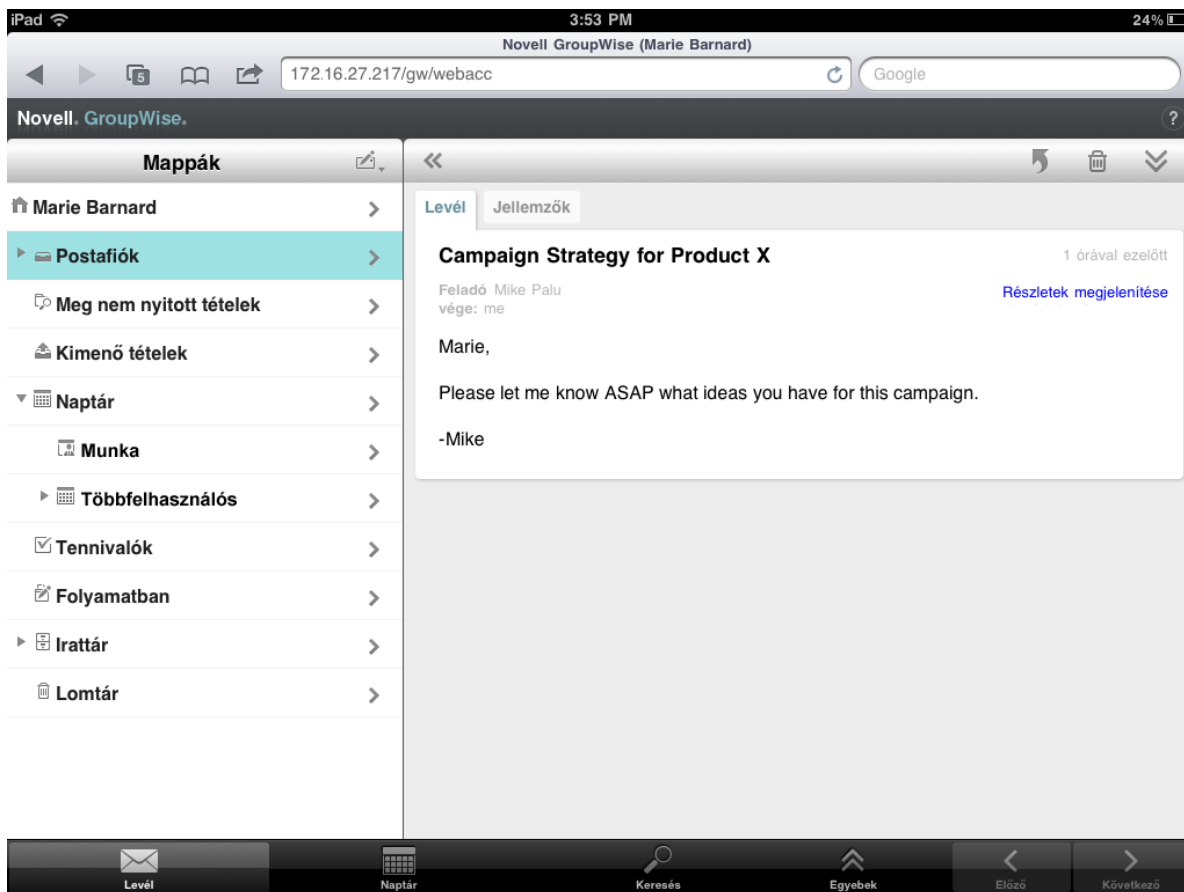 iPad 3:53 PM 24%
Novell GroupWise (Marie Barnard)
5 172.16.27.217/gw/webacc Google
Novell. GroupWise. ?
Mappák
Marie Barnard
Postafiók
Meg nem nyitott tételek
Kimenő tételek
Naptár
Munka
Többfelhasználós
Tennivalók
Folyamatban
Irattár
Lomtár
Levél Jellemzők
Campaign Strategy for Product X 1 órával ezelőtt
Feladó Mike Palu Részletek megjelenítése
vége: me
Marie,
Please let me know ASAP what ideas you have for this campaign.
-Mike
Levél Naptár Keresés Egyebek Előző Következő